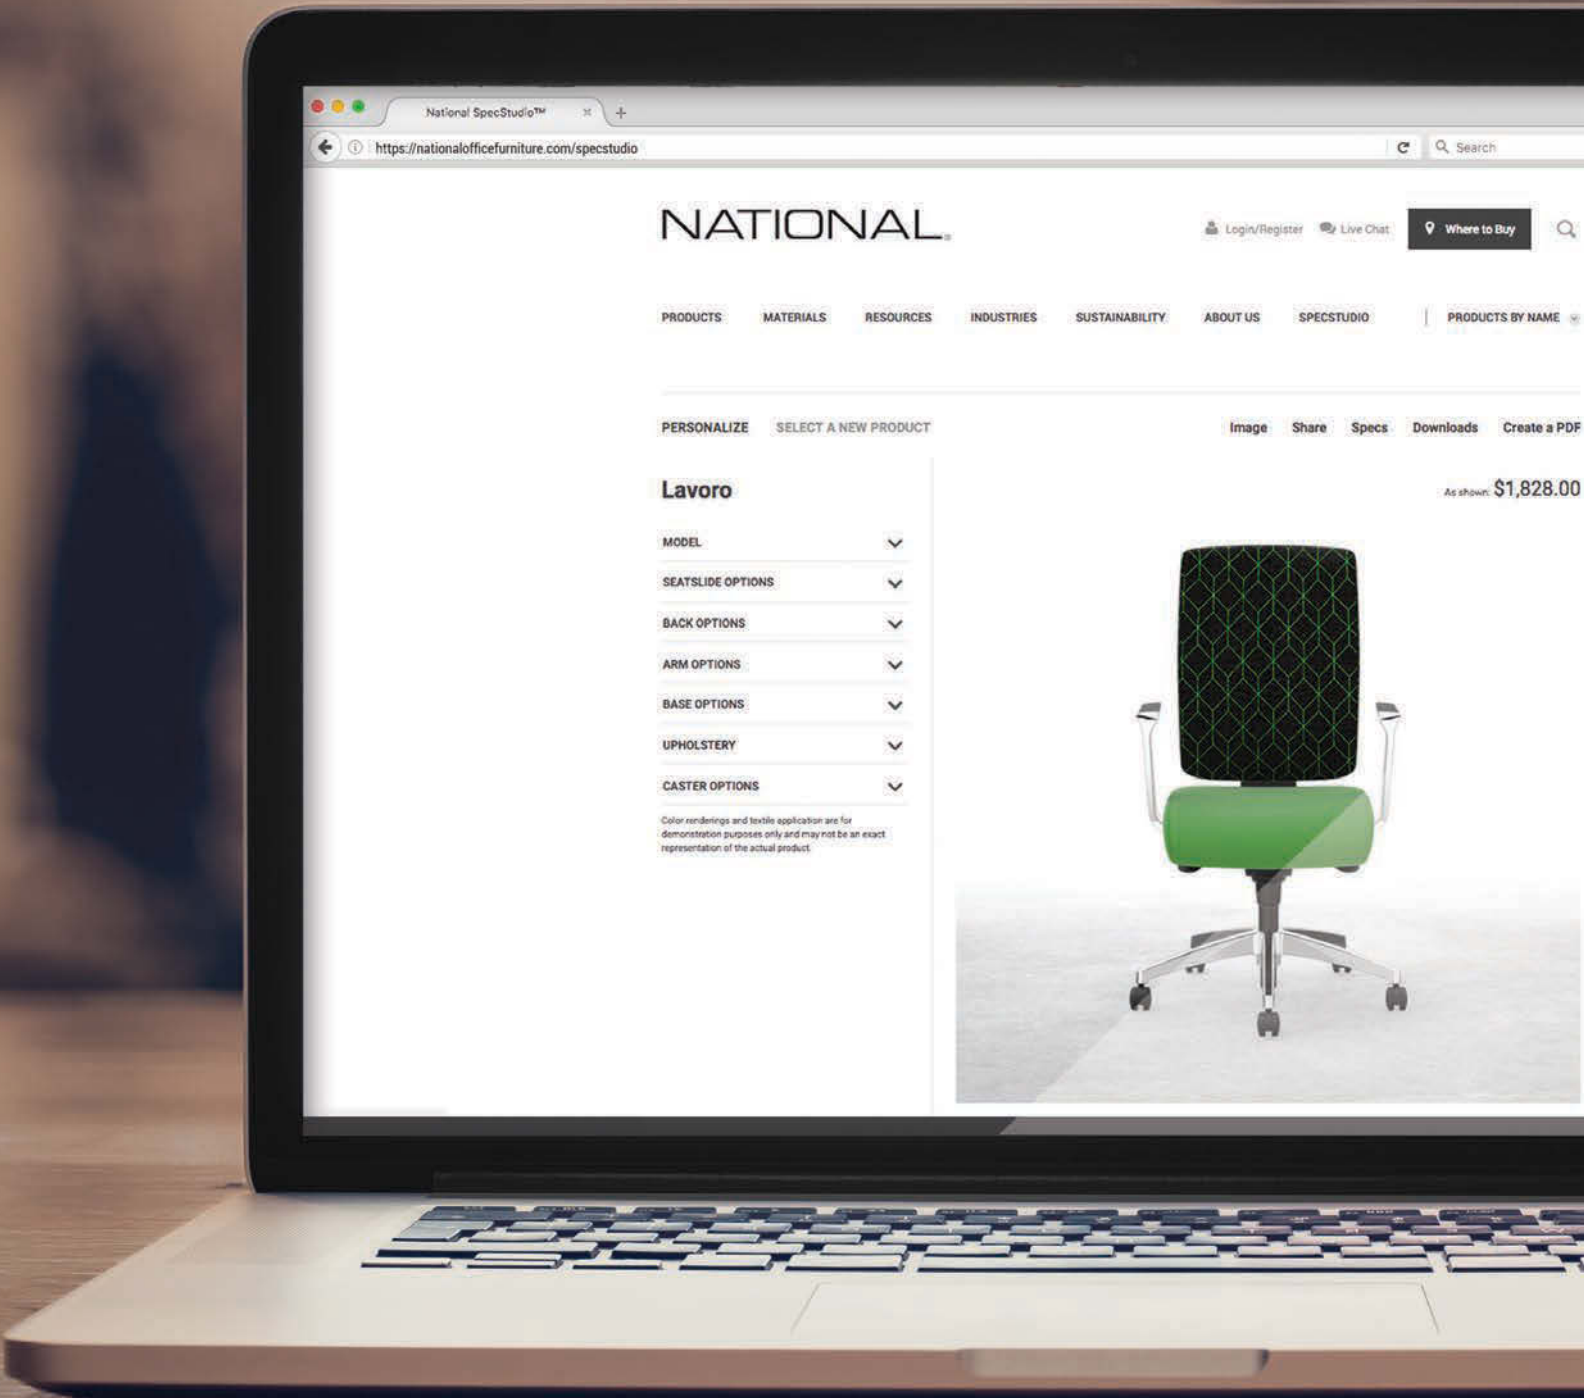 National SpecStudio™
https://nationalofficefurniture.com/specstudio
Search
NATIONAL®
Login/Register Live Chat Where to Buy
PRODUCTS MATERIALS RESOURCES INDUSTRIES SUSTAINABILITY ABOUT US SPECSTUDIO | PRODUCTS BY NAME
PERSONALIZE SELECT A NEW PRODUCT Image Share Specs Downloads Create a PDF
Lavoro
As shown: $1,828.00
MODEL
SEATSLIDE OPTIONS
BACK OPTIONS
ARM OPTIONS
BASE OPTIONS
UPHOLSTERY
CASTER OPTIONS
Color renderings and textile application are for
demonstration purposes only and may not be an exact
representation of the actual product.